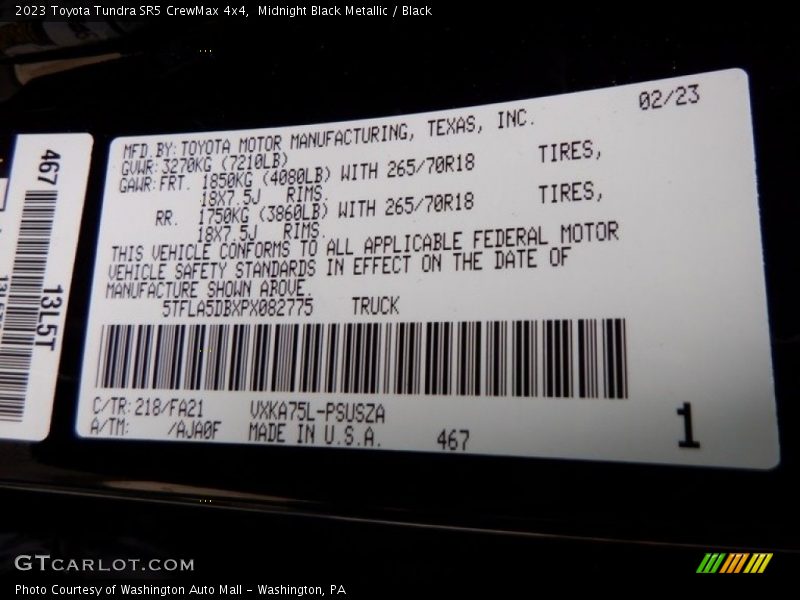 2023 Toyota Tundra SR5 CrewMax 4x4, Midnight Black Metallic / Black
467
13L5T
02/23
MFD.BY:TOYOTA MOTOR MANUFACTURING, TEXAS, INC.
GVWR:3270KG (7210LB)
GAWR:FRT. 1850KG (4080LB) WITH 265/70R18 TIRES,
18X7.5J RIMS.
RR. 1750KG (3860LB) WITH 265/70R18 TIRES,
18X7.5J RIMS.
THIS VEHICLE CONFORMS TO ALL APPLICABLE FEDERAL MOTOR
VEHICLE SAFETY STANDARDS IN EFFECT ON THE DATE OF
MANUFACTURE SHOWN ABOVE.
5TFLA5DBXPX082775 TRUCK
C/TR:218/FA21 VXKA75L-PSUSZA
A/TM: /AJA0F MADE IN U.S.A. 467
1
GTCARLOT.COM
Photo Courtesy of Washington Auto Mall - Washington, PA